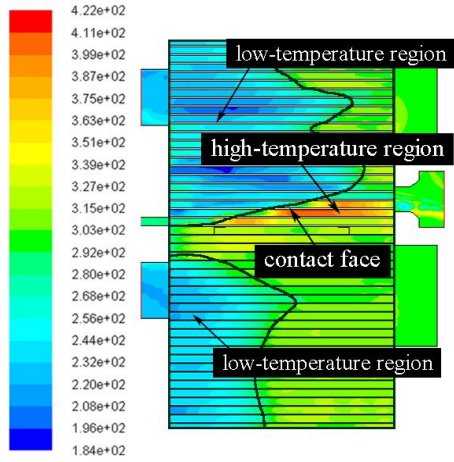 4.22e+02
4.11e+02
3.99e+02
3.87e+02
3.75e+02
3.63e+02
3.51e+02
3.39e+02
3.27e+02
3.15e+02
3.03e+02
2.92e+02
2.80e+02
2.68e+02
2.56e+02
2.44e+02
2.32e+02
2.20e+02
2.08e+02
1.96e+02
1.84e+02
low-temperature region
high-temperature region
contact face
low-temperature region